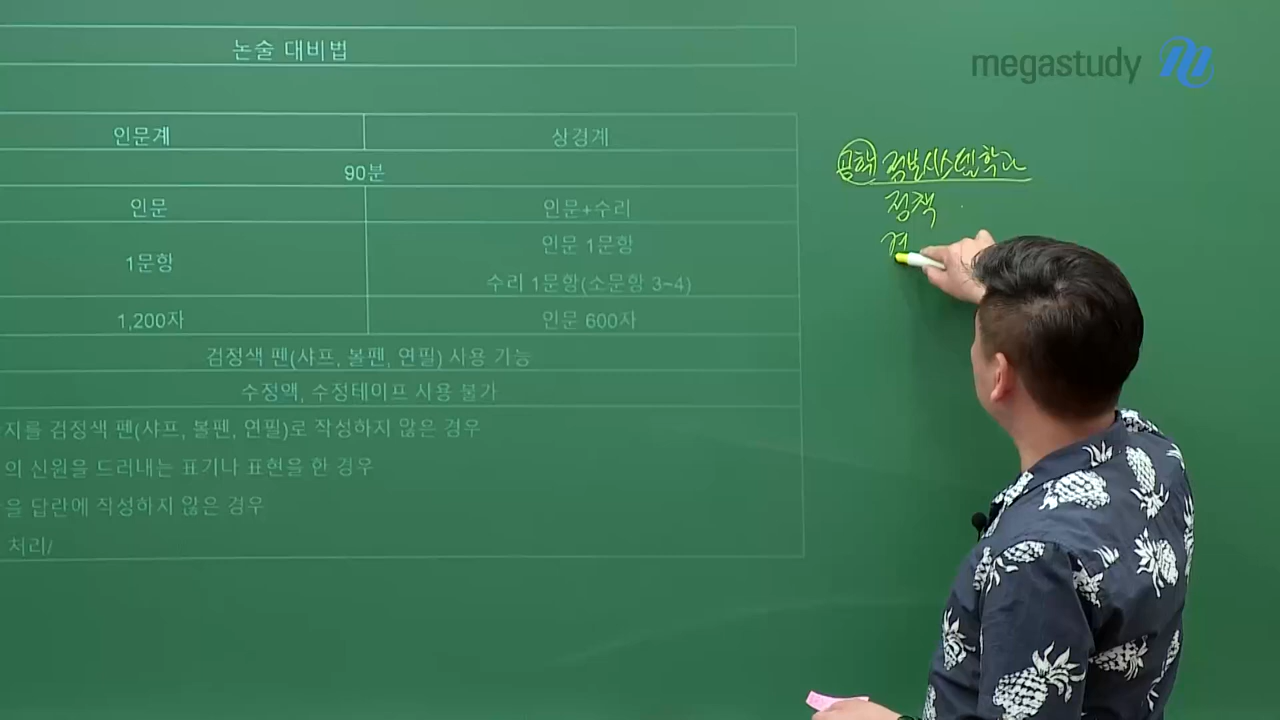 논술 대비법
megastudy
인문계 상경계
90분
인문 인문+수리
1문항 인문 1문항
수리 1문항(소문항 3~4)
1,200자 인문 600자
검정색 펜(샤프, 볼펜, 연필) 사용 가능
수정액, 수정테이프 사용 불가
지를 검정색 펜(샤프, 볼펜, 연필)로 작성하지 않은 경우
의 신원을 드러내는 표기나 표현을 한 경우
을 답란에 작성하지 않은 경우
처리/
공학 정보시스템학과
정책